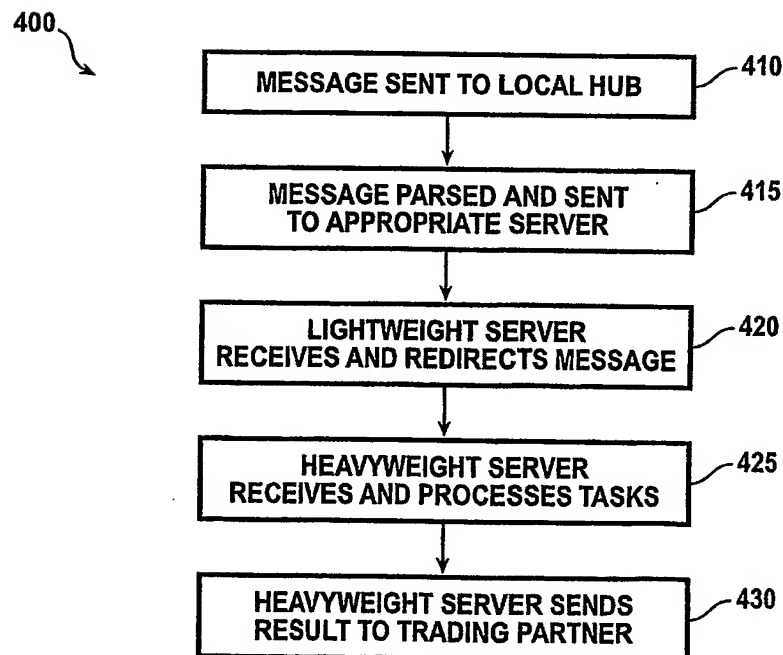 400
MESSAGE SENT TO LOCAL HUB
410
MESSAGE PARSED AND SENT
TO APPROPRIATE SERVER
415
LIGHTWEIGHT SERVER
RECEIVES AND REDIRECTS MESSAGE
420
HEAVYWEIGHT SERVER
RECEIVES AND PROCESSES TASKS
425
HEAVYWEIGHT SERVER SENDS
RESULT TO TRADING PARTNER
430